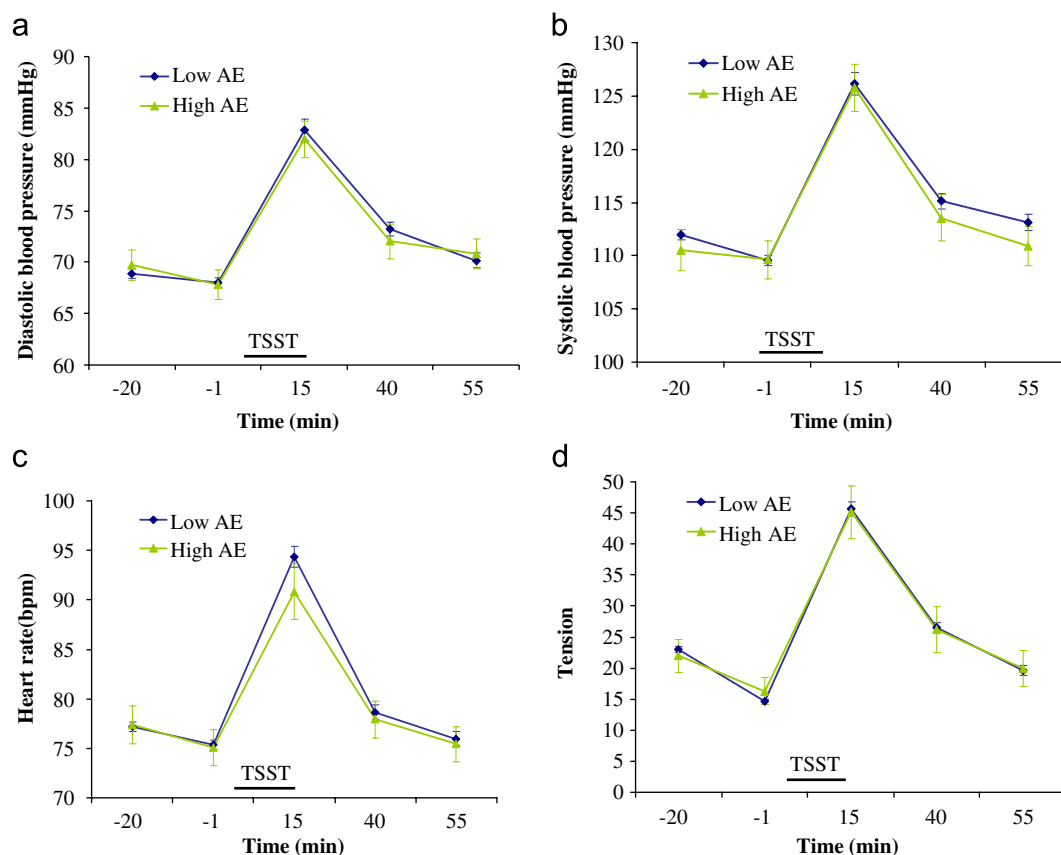 a
Diastolic blood pressure (mmHg)
90
85
80
75
70
65
60
Low AE
High AE
TSST
-20 -1 15 40 55
Time (min)
b
Systolic blood pressure (mmHg)
130
125
120
115
110
105
100
Low AE
High AE
TSST
-20 -1 15 40 55
Time (min)
c
Heart rate(bpm)
100
95
90
85
80
75
70
Low AE
High AE
TSST
-20 -1 15 40 55
Time (min)
d
Tension
50
45
40
35
30
25
20
15
10
5
0
Low AE
High AE
TSST
-20 -1 15 40 55
Time (min)